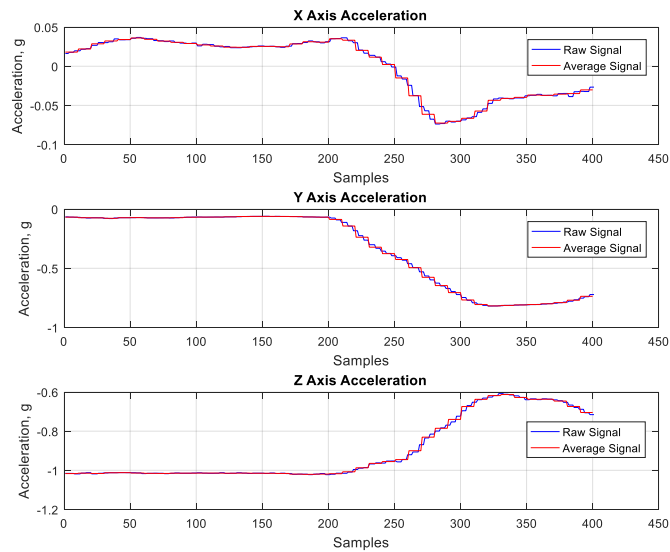 X Axis Acceleration
0.05
0
-0.05
-0.1
Acceleration, g
Raw Signal
Average Signal
0 50 100 150 200 250 300 350 400 450
Samples
Y Axis Acceleration
0
-0.5
-1
Acceleration, g
Raw Signal
Average Signal
0 50 100 150 200 250 300 350 400 450
Samples
Z Axis Acceleration
-0.6
-0.8
-1
-1.2
Acceleration, g
Raw Signal
Average Signal
0 50 100 150 200 250 300 350 400 450
Samples